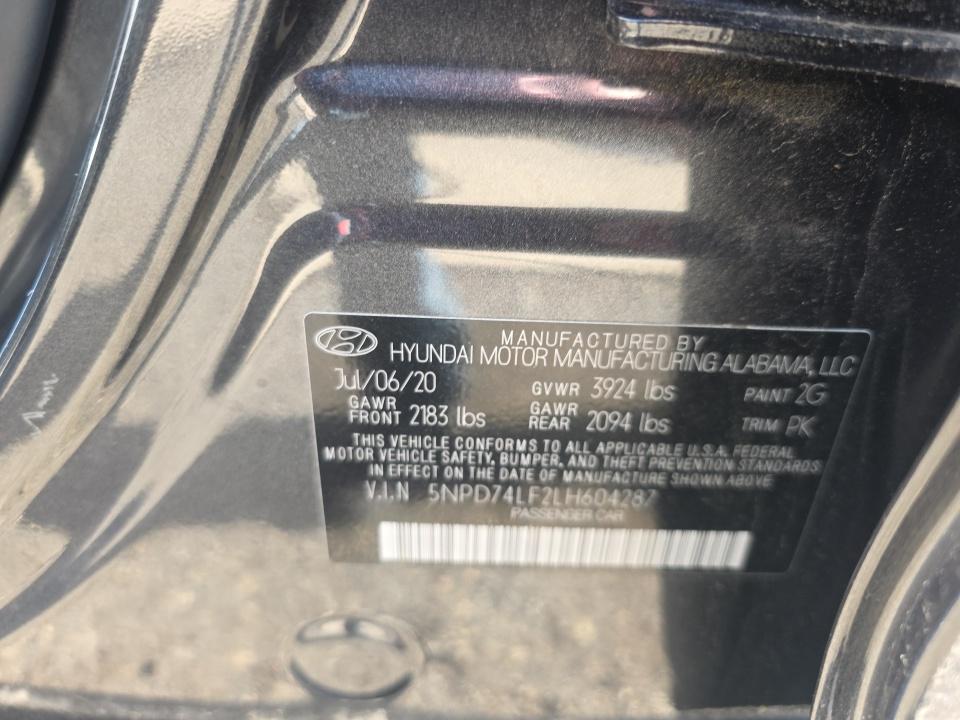 MANUFACTURED BY
HYUNDAI MOTOR MANUFACTURING ALABAMA, LLC
Jul/06/20 GVWR 3924 lbs PAINT 2G
GAWR FRONT 2183 lbs GAWR REAR 2094 lbs TRIM PK
THIS VEHICLE CONFORMS TO ALL APPLICABLE U.S.A. FEDERAL
MOTOR VEHICLE SAFETY, BUMPER, AND THEFT PREVENTION STANDARDS
IN EFFECT ON THE DATE OF MANUFACTURE SHOWN ABOVE
V.I.N 5NPD74LF2LH604287
PASSENGER CAR